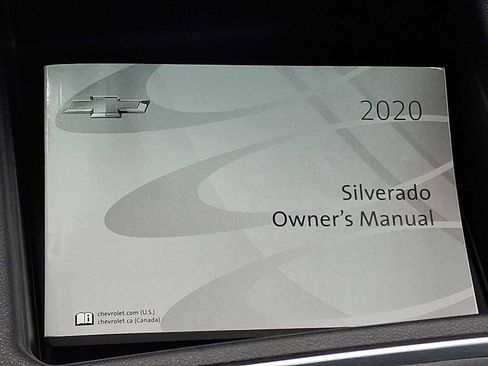 2020
Silverado
Owner's Manual
chevrolet.com (U.S.)
chevrolet.ca (Canada)